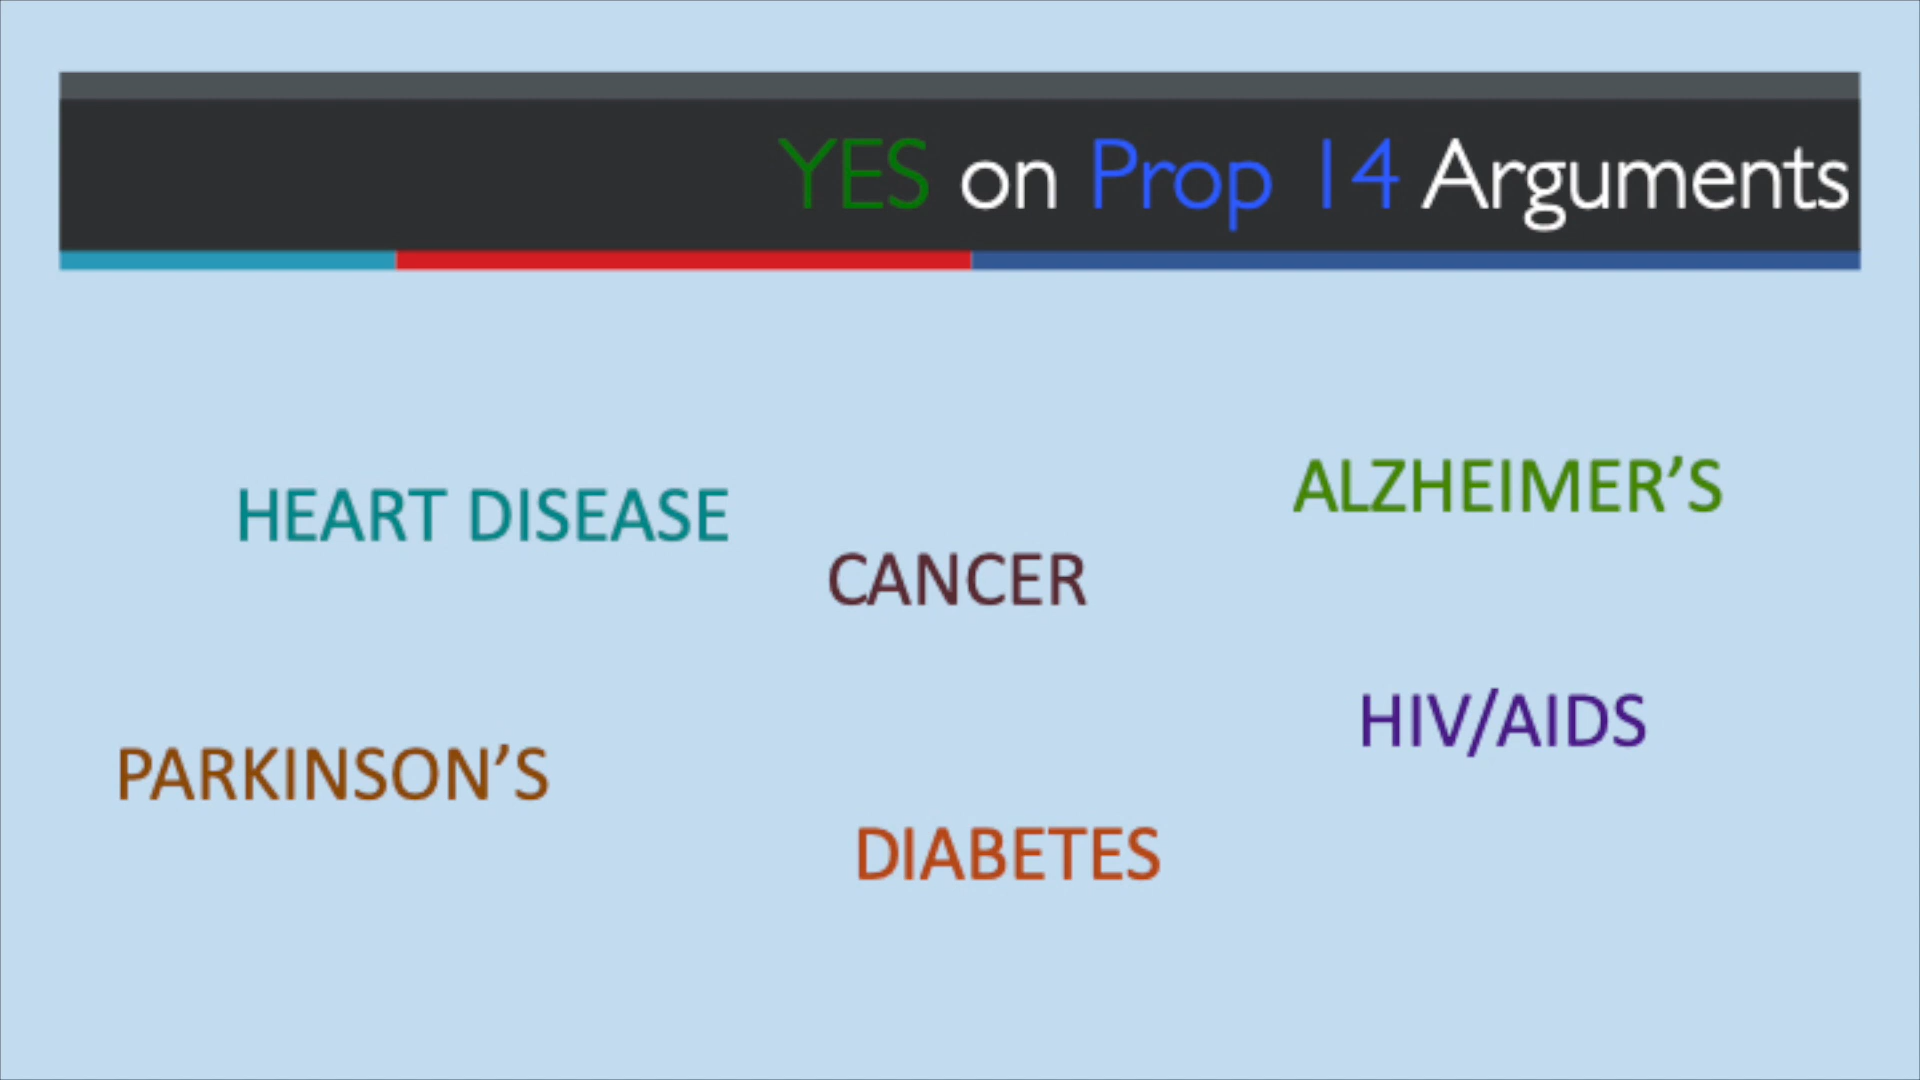 YES on Prop 14 Arguments
HEART DISEASE
ALZHEIMER’S
CANCER
HIV/AIDS
PARKINSON’S
DIABETES